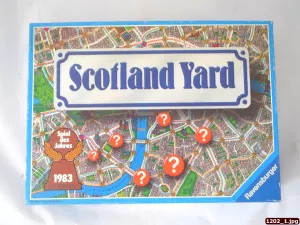 Scotland Yard
Spiel des
Jahres
1983
?
?
?
?
?
?
Ravensburger
1202_1.jpg